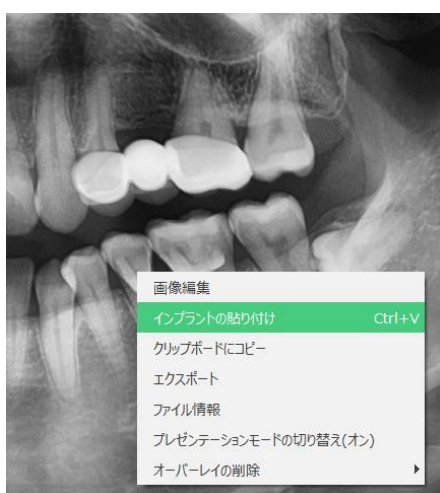 画像編集
インプラントの貼り付け Ctrl+V
クリップボードにコピー
エクスポート
ファイル情報
プレゼンテーションモードの切り替え(オン)
オーバーレイの削除